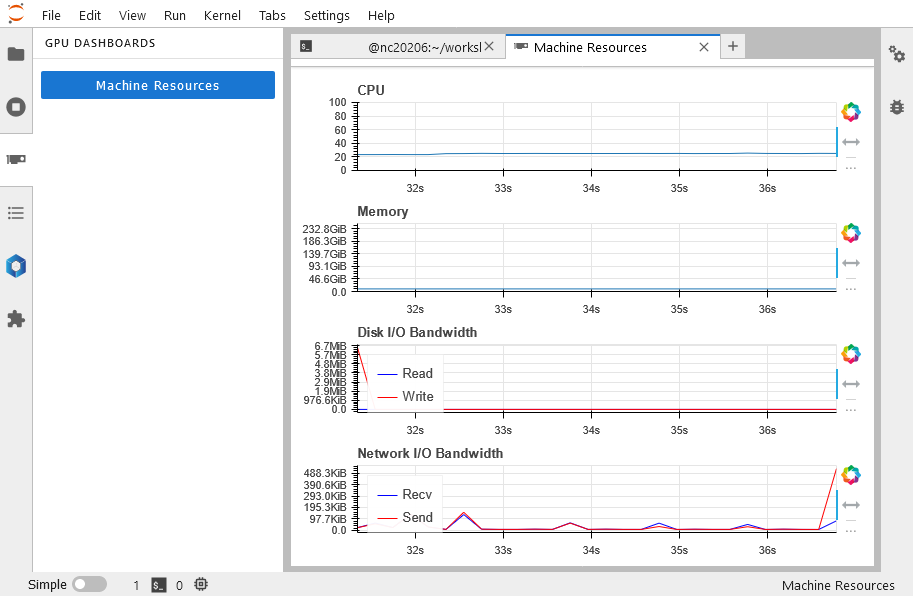 File Edit View Run Kernel Tabs Settings Help
GPU DASHBOARDS
Machine Resources
$_ @nc20206:~/worksl
Machine Resources
CPU
100
80
60
40
20
0
32s 33s 34s 35s 36s
Memory
232.8GiB
186.3GiB
139.7GiB
93.1GiB
46.6GiB
0.0
32s 33s 34s 35s 36s
Disk I/O Bandwidth
6.7MiB
5.7MiB
4.8MiB
3.8MiB
2.9MiB
1.9MiB
976.6KiB
0.0
Read
Write
32s 33s 34s 35s 36s
Network I/O Bandwidth
488.3KiB
390.6KiB
293.0KiB
195.3KiB
97.7KiB
0.0
Recv
Send
32s 33s 34s 35s 36s
Simple 1 $_ 0 Machine Resources